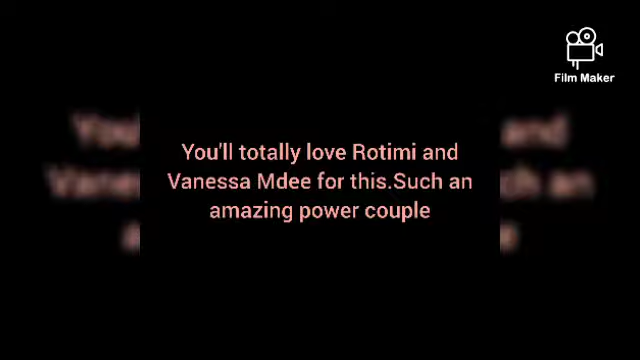 Film Maker
You'll totally love Rotimi and
Vanessa Mdee for this.Such an
amazing power couple